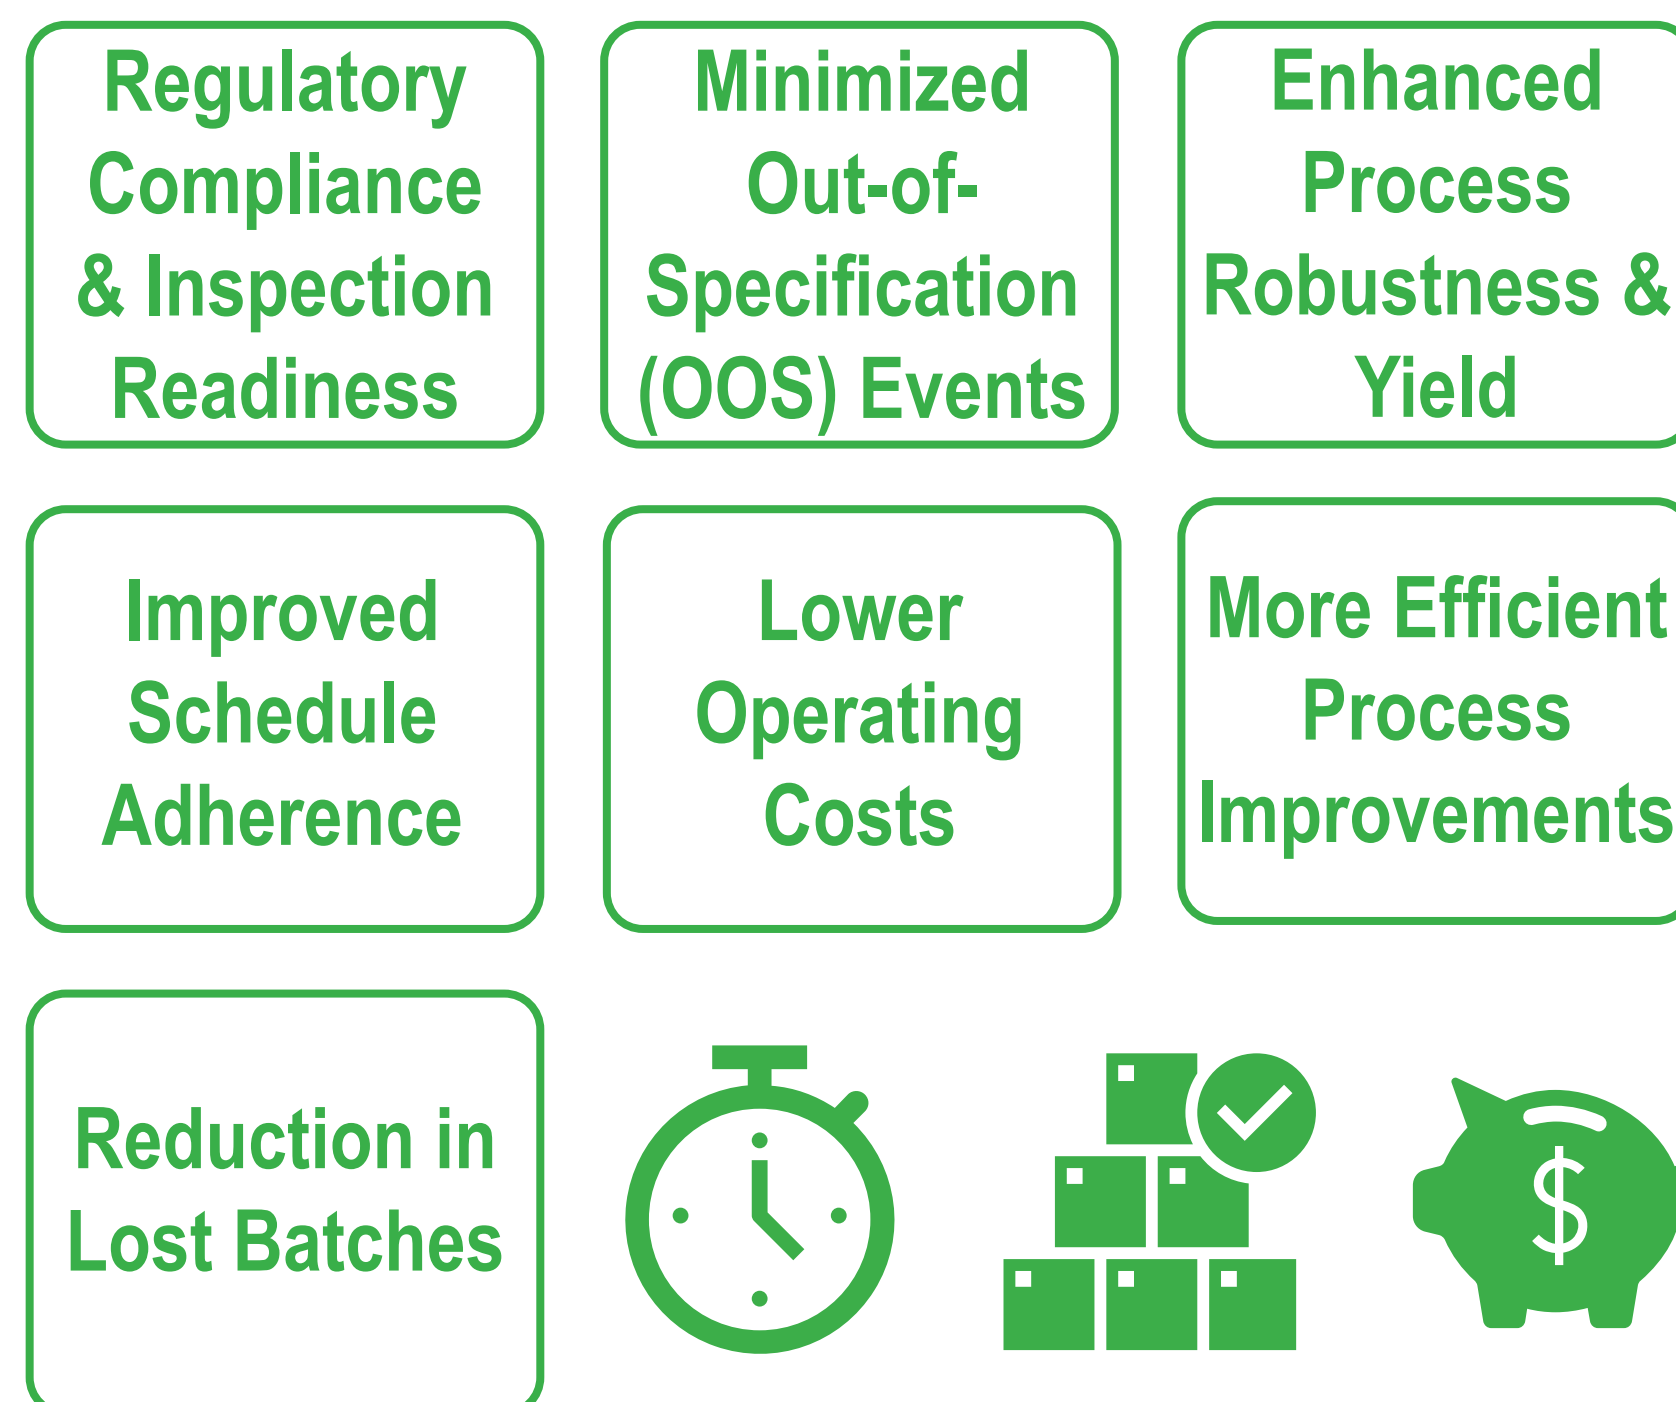 Regulatory
Compliance
& Inspection
Readiness
Minimized
Out-of-
Specification
(OOS) Events
Enhanced
Process
Robustness &
Yield
Improved
Schedule
Adherence
Lower
Operating
Costs
More Efficient
Process
Improvements
Reduction in
Lost Batches
$